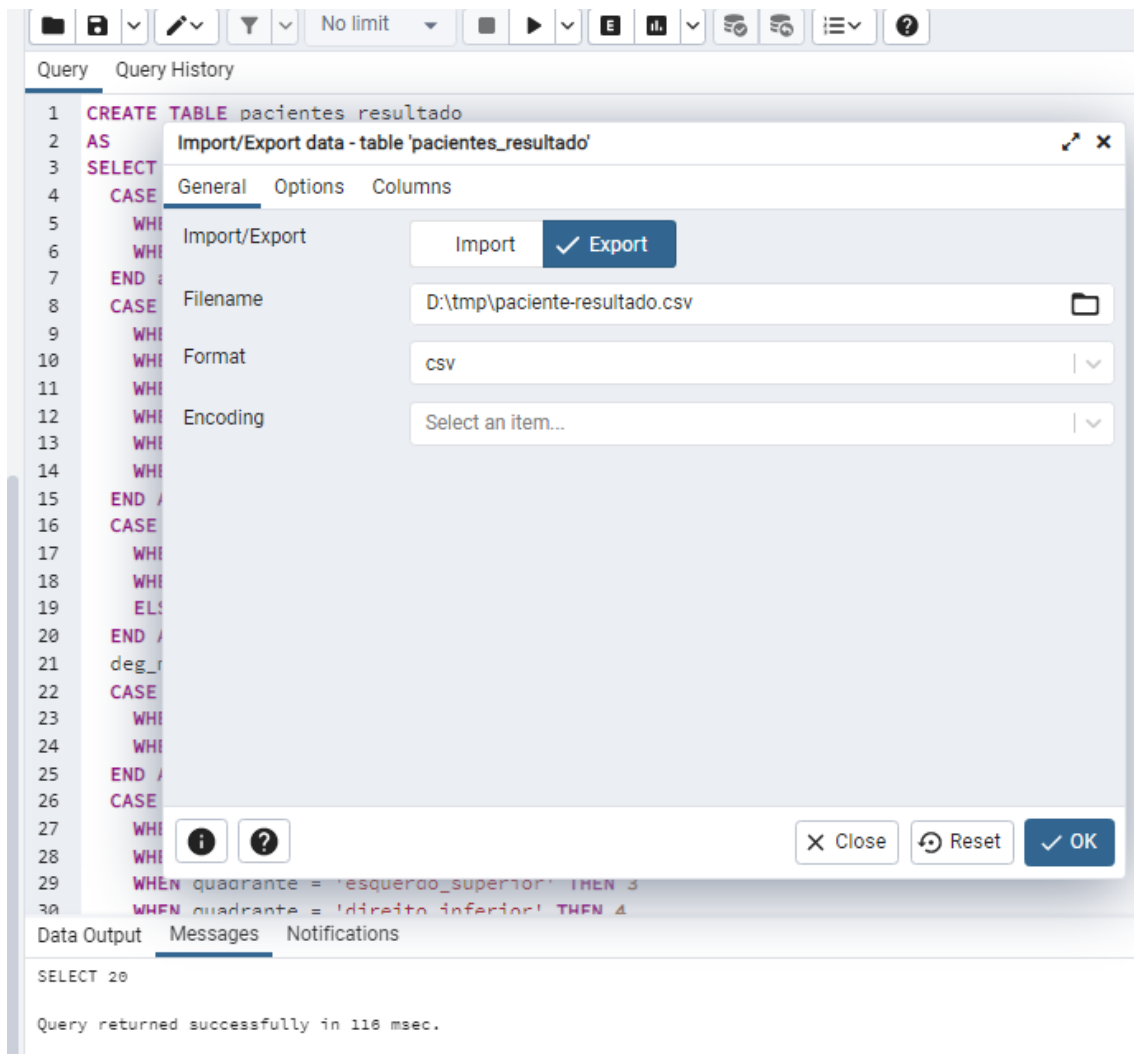 No limit
E
Query Query History
1 CREATE TABLE pacientes_resultado
2 AS
3 SELECT
4 CASE
5
6
7 END
8 CASE
9
10
11
12
13
14
15 END
16 CASE
17
18
19
20 END
21
22 CASE
23
24
25 END
26 CASE
27
28
29 WHEN quadrante = 'esquerdo_superior' THEN 3
30 WHEN quadrante = 'direito_inferior' THEN 4
Import/Export data - table 'pacientes_resultado'
General Options Columns
Import/Export Import Export
Filename D:\tmp\paciente-resultado.csv
Format csv
Encoding Select an item...
Close Reset OK
Data Output Messages Notifications
SELECT 20
Query returned successfully in 116 msec.